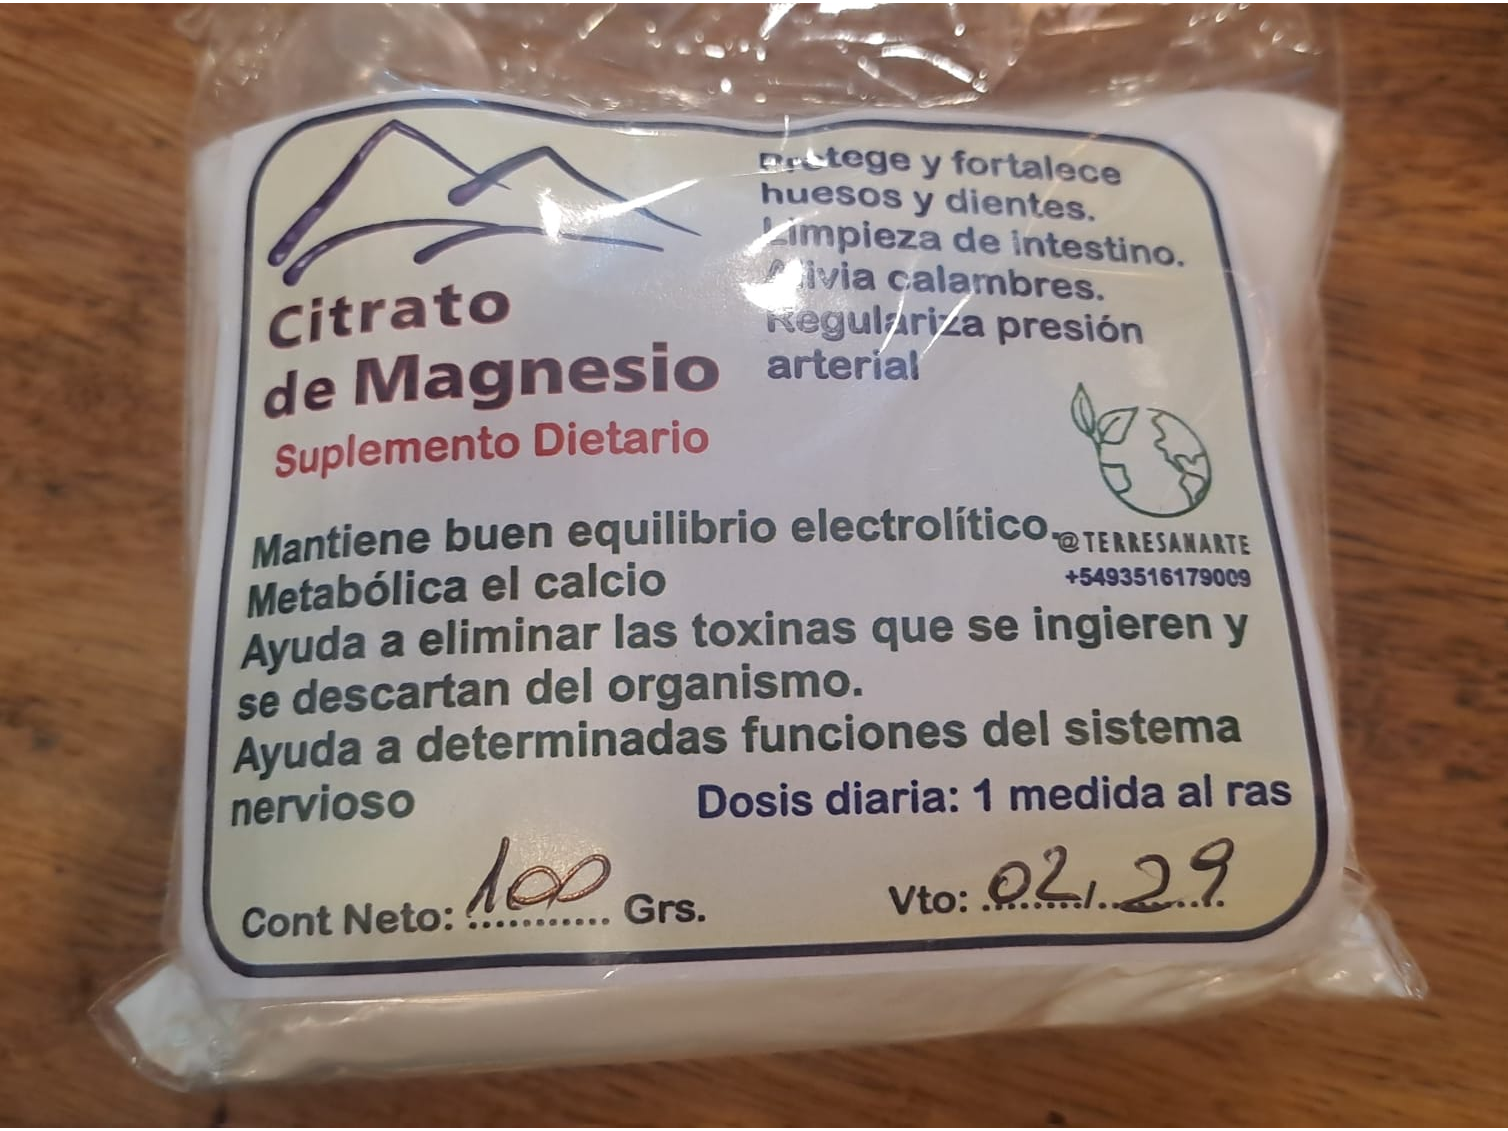 Protege y fortalece
huesos y dientes.
Limpieza de intestino.
Alivia calambres.
Regulariza presión
arterial
Citrato
de Magnesio
Suplemento Dietario
@TERRESANARTE
+5493516179009
Mantiene buen equilibrio electrolítico.
Metabólica el calcio
Ayuda a eliminar las toxinas que se ingieren y
se descartan del organismo.
Ayuda a determinadas funciones del sistema
nervioso
Dosis diaria: 1 medida al ras
Cont Neto: 100 Grs.
Vto: 02/29